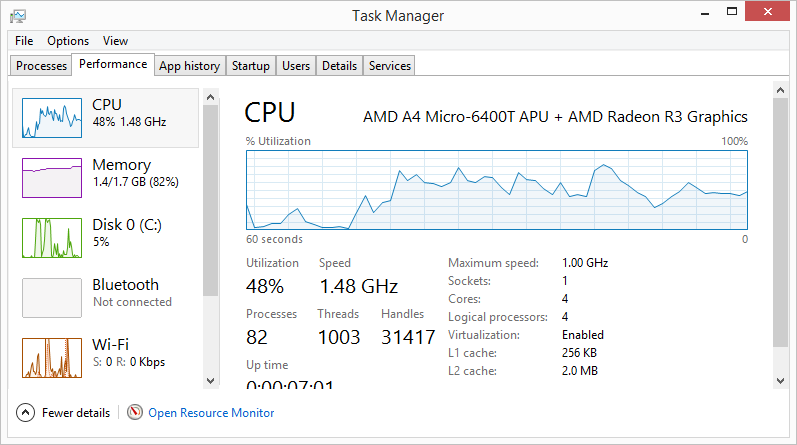 Task Manager
File Options View
Processes Performance App history Startup Users Details Services
CPU
48% 1.48 GHz
Memory
1.4/1.7 GB (82%)
Disk 0 (C:)
5%
Bluetooth
Not connected
Wi-Fi
S: 0 R: 0 Kbps
CPU AMD A4 Micro-6400T APU + AMD Radeon R3 Graphics
% Utilization 100%
60 seconds 0
Utilization Speed
48% 1.48 GHz
Processes Threads Handles
82 1003 31417
Up time
0:00:07:01
Maximum speed: 1.00 GHz
Sockets: 1
Cores: 4
Logical processors: 4
Virtualization: Enabled
L1 cache: 256 KB
L2 cache: 2.0 MB
Fewer details Open Resource Monitor